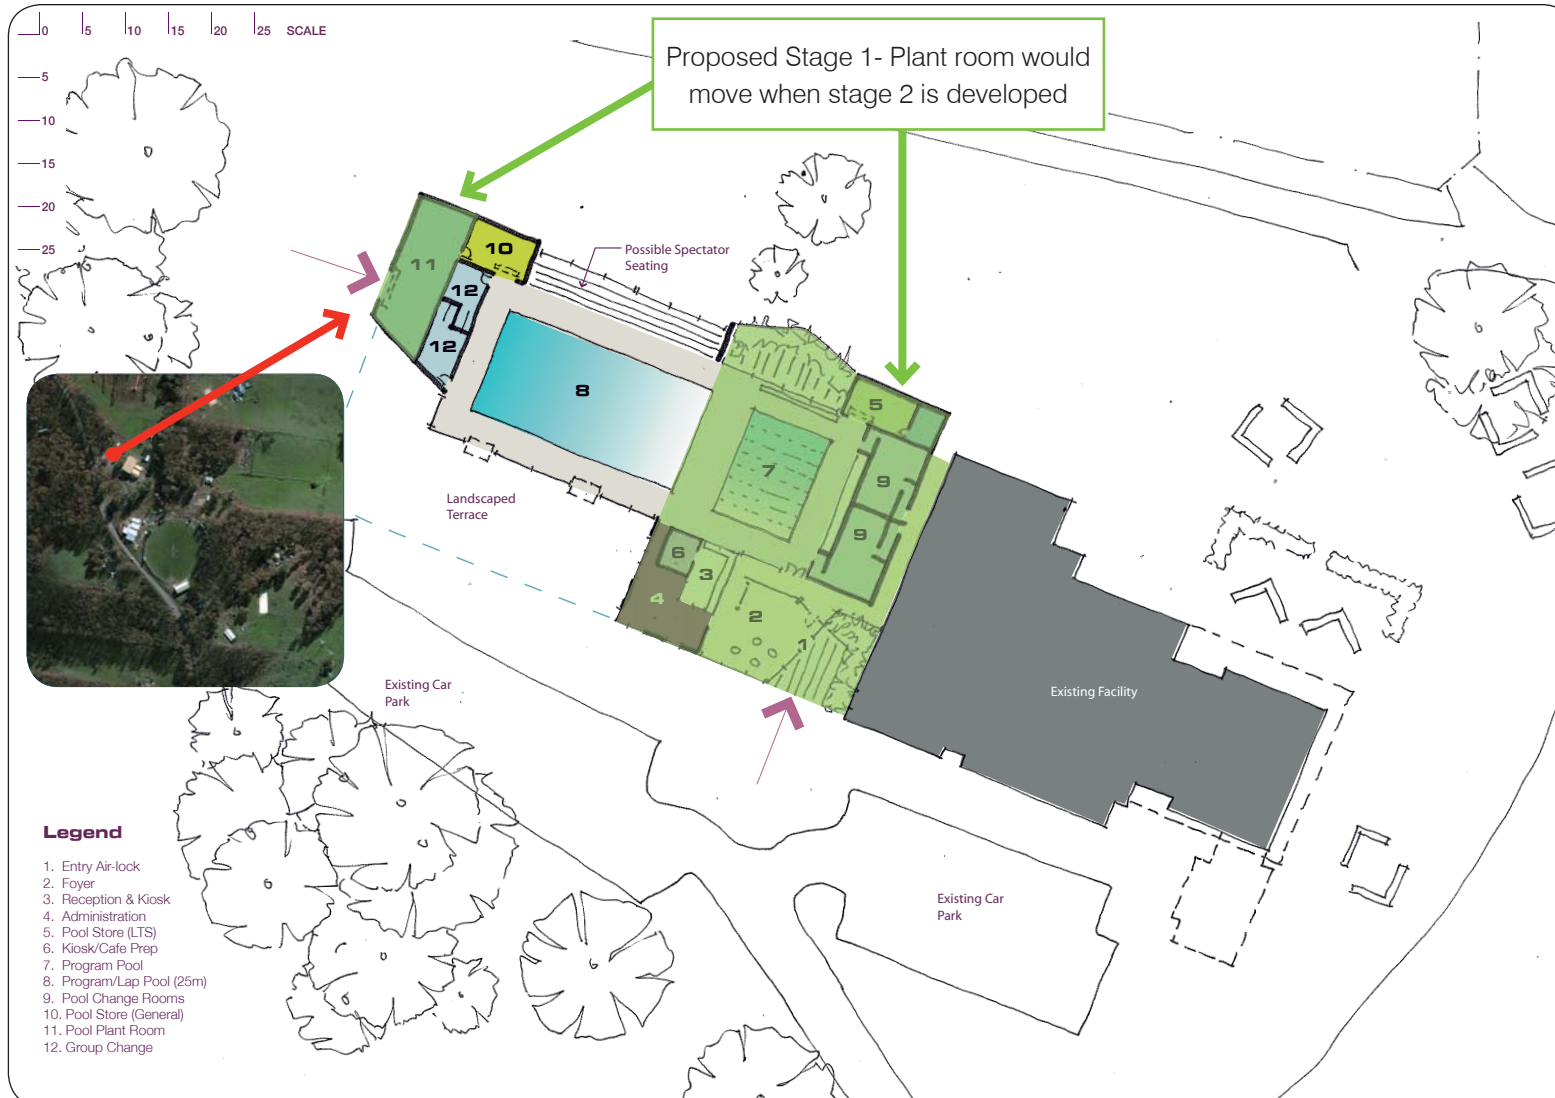 0 5 10 15 20 25 SCALE
5
10
15
20
25
Proposed Stage 1- Plant room would
move when stage 2 is developed
Possible Spectator
Seating
10
11
12
12
8
5
7
9
9
6
3
4
2
1
Landscaped
Terrace
Existing Car
Park
Existing Facility
Existing Car
Park
Legend
1. Entry Air-lock
2. Foyer
3. Reception & Kiosk
4. Administration
5. Pool Store (LTS)
6. Kiosk/Cafe Prep
7. Program Pool
8. Program/Lap Pool (25m)
9. Pool Change Rooms
10. Pool Store (General)
11. Pool Plant Room
12. Group Change